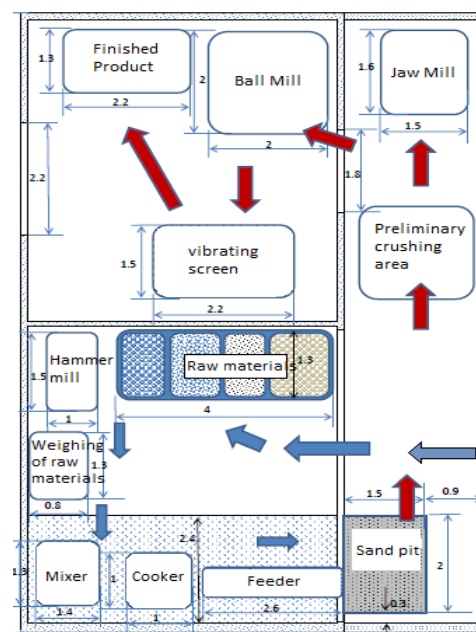 Finished
Product
1.3
2.2
2
Ball Mill
2
1.6
Jaw Mill
1.5
2.2
1.8
Preliminary
crushing
area
1.5
vibrating
screen
2.2
Hammer
mill
1.5
1
Raw materials
1.3
4
Weighing
of raw
materials
1.3
0.8
1.5
0.9
2.4
Sand pit
2
0.3
1.3
Mixer
1.4
1
Cooker
1
Feeder
2.6